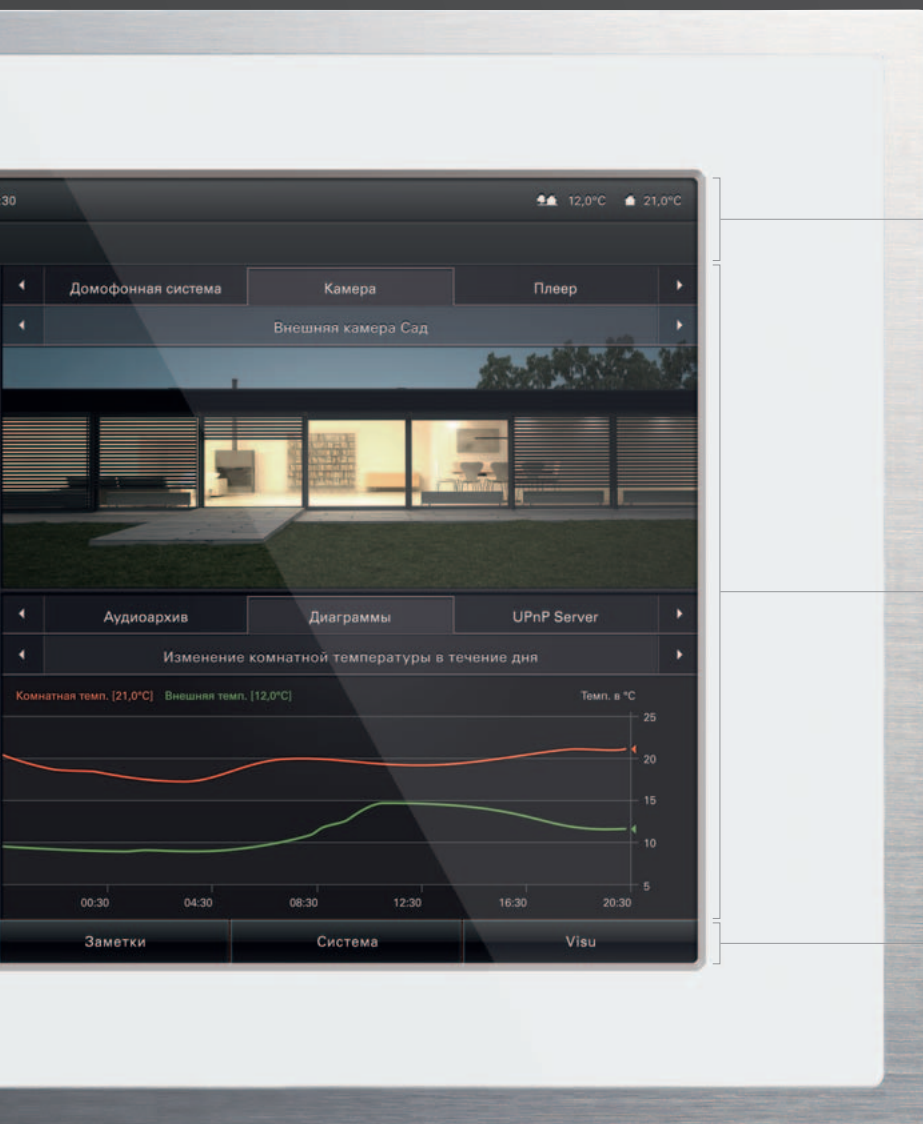 :30 12,0°C 21,0°C
Домофонная система Камера Плеер
Внешняя камера Сад
Аудиоархив Диаграммы UPnP Server
Изменение комнатной температуры в течение дня
Комнатная темп. [21,0°C] Внешняя темп. [12,0°C] Темп. в °C
25
20
15
10
5
00:30 04:30 08:30 12:30 16:30 20:30
Заметки Система Visu